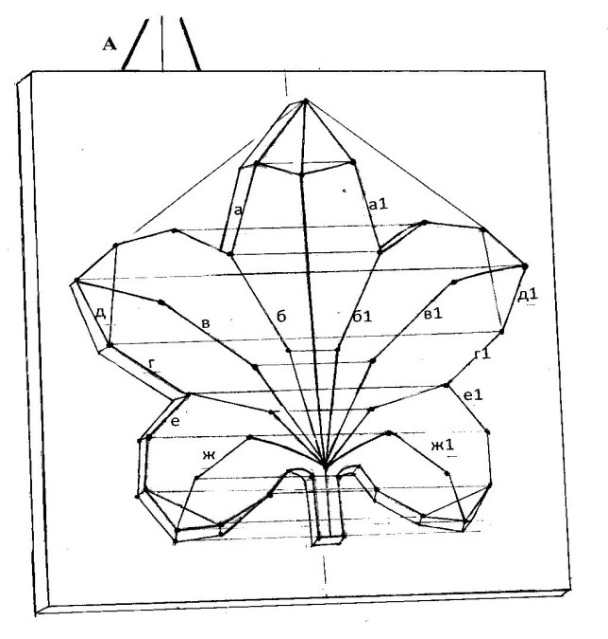 А
а а1
д в б б1 в1 д1
г г1
е е1
ж ж1